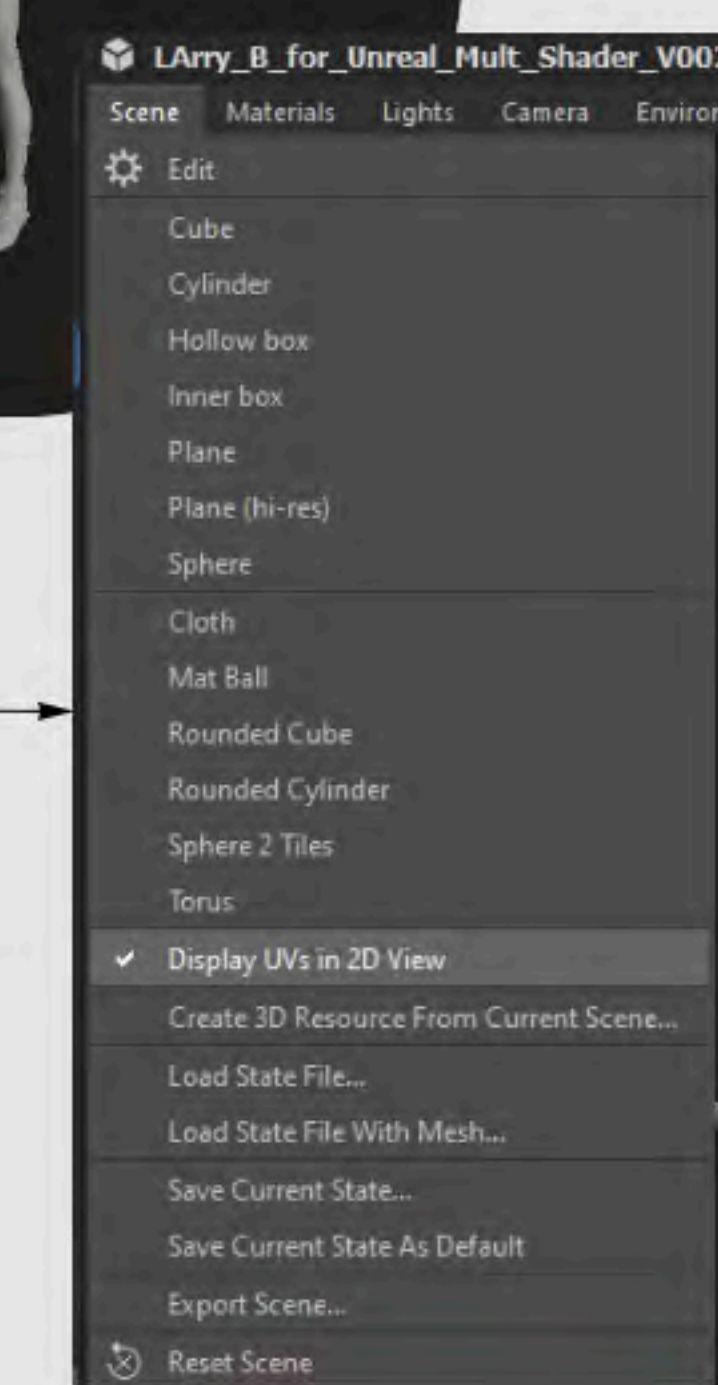 LArry_B_for_Unreal_Mult_Shader_V00
Scene Materials Lights Camera Environ
Edit
Cube
Cylinder
Hollow box
Inner box
Plane
Plane (hi-res)
Sphere
Cloth
Mat Ball
Rounded Cube
Rounded Cylinder
Sphere 2 Tiles
Torus
Display UVs in 2D View
Create 3D Resource From Current Scene...
Load State File...
Load State File With Mesh...
Save Current State...
Save Current State As Default
Export Scene...
Reset Scene